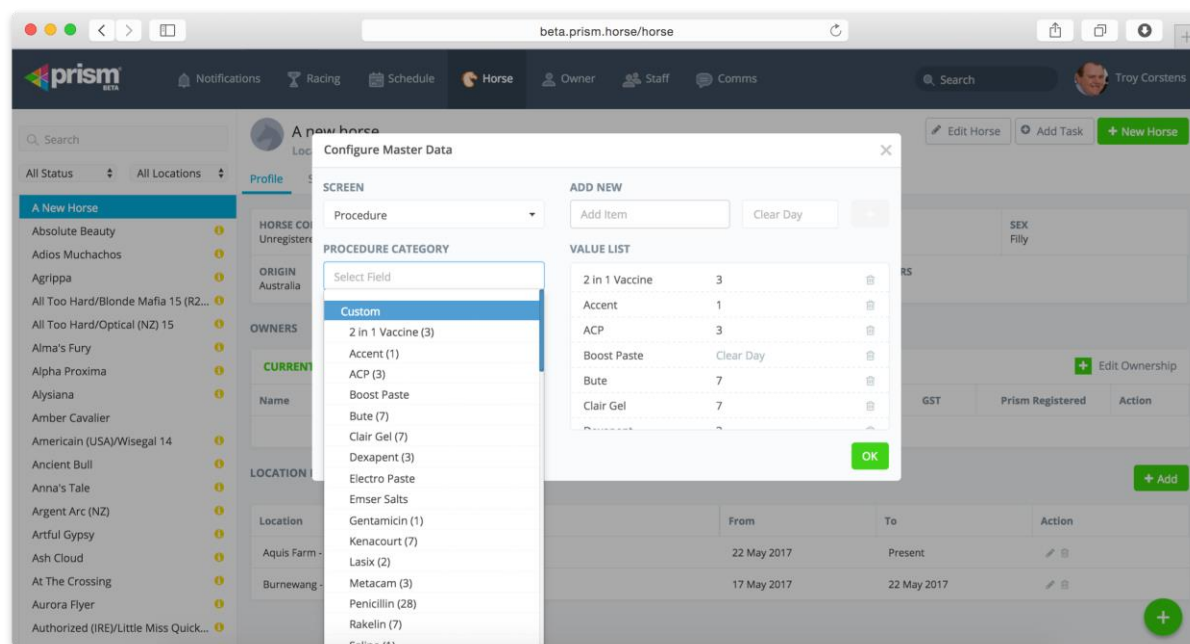 beta.prism.horse/horse
prism
BETA
Notifications
Racing
Schedule
Horse
Owner
Staff
Comms
Search
Troy Corstens
Search
All Status
All Locations
A New Horse
Absolute Beauty
Adios Muchachos
Agrippa
All Too Hard/Blonde Mafia 15 (R2...
All Too Hard/Optical (NZ) 15
Alma's Fury
Alpha Proxima
Alysiana
Amber Cavalier
Americain (USA)/Wisegal 14
Ancient Bull
Anna's Tale
Argent Arc (NZ)
Artful Gypsy
Ash Cloud
At The Crossing
Aurora Flyer
Authorized (IRE)/Little Miss Quick...
A new horse
Loc
Edit Horse
Add Task
+ New Horse
Profile
HORSE CO
Unregistere
SEX
Filly
ORIGIN
Australia
RS
OWNERS
CURRENT
Edit Ownership
Name
GST
Prism Registered
Action
LOCATION
+ Add
Location
From
To
Action
Aquis Farm -
22 May 2017
Present
Burnewang -
17 May 2017
22 May 2017
Configure Master Data
SCREEN
Procedure
PROCEDURE CATEGORY
Select Field
Custom
2 in 1 Vaccine (3)
Accent (1)
ACP (3)
Boost Paste
Bute (7)
Clair Gel (7)
Dexapent (3)
Electro Paste
Emser Salts
Gentamicin (1)
Kenacourt (7)
Lasix (2)
Metacam (3)
Penicillin (28)
Rakelin (7)
ADD NEW
Add Item
Clear Day
VALUE LIST
2 in 1 Vaccine 3
Accent 1
ACP 3
Boost Paste Clear Day
Bute 7
Clair Gel 7
OK